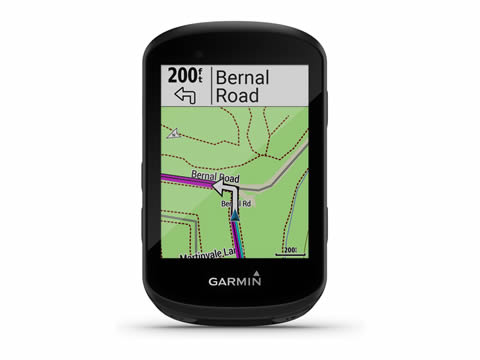 200ft
Bernal
Road
Bernal Road
Bernal Rd
Martinvale Lan
200ft
GARMIN